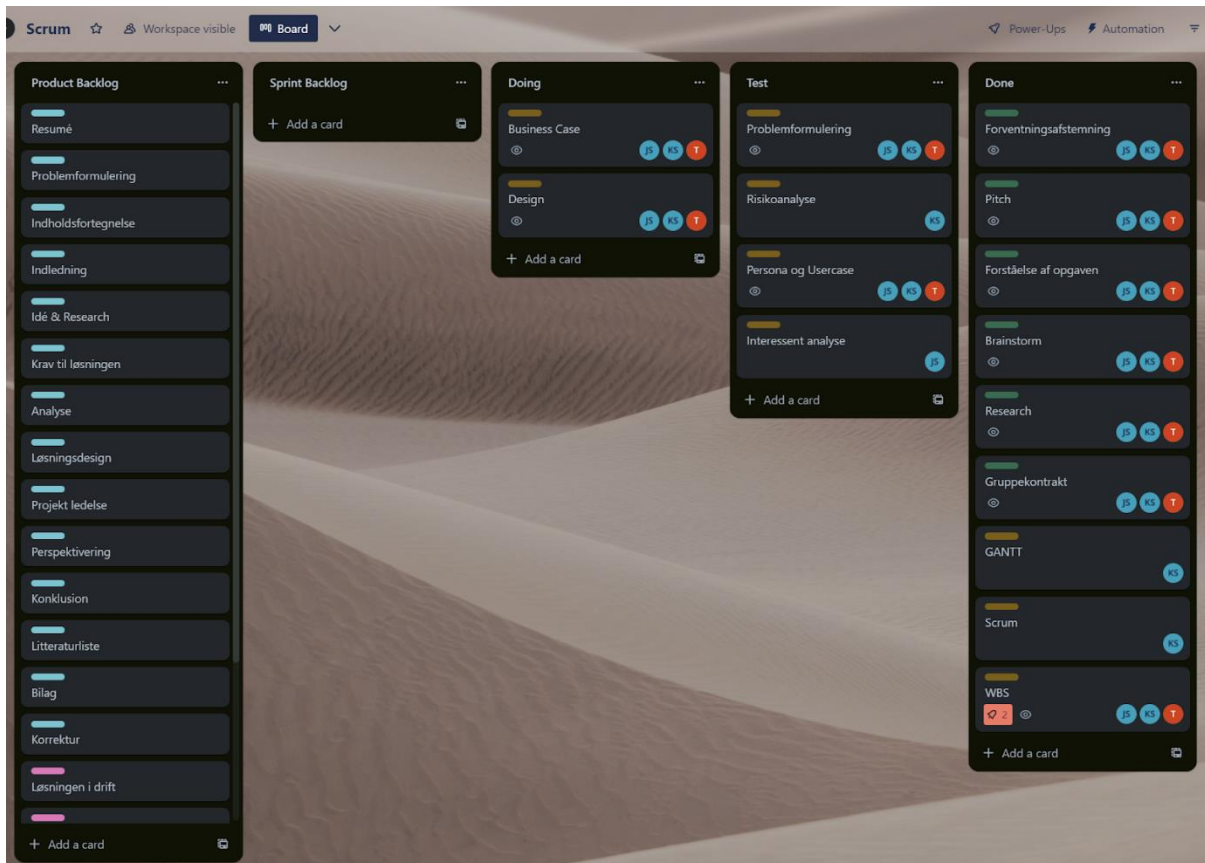 Scrum Workspace visible Board Power-Ups Automation
Product Backlog
Resumé
Problemformulering
Indholdsfortegnelse
Indledning
Idé & Research
Krav til løsningen
Analyse
Løsningsdesign
Projekt ledelse
Perspektivering
Konklusion
Litteraturliste
Bilag
Korrektur
Løsningen i drift
+ Add a card
Sprint Backlog
+ Add a card
Doing
Business Case
JS KS T
Design
JS KS T
+ Add a card
Test
Problemformulering
JS KS T
Risikoanalyse
KS
Persona og Usercase
JS KS T
Interessent analyse
JS
+ Add a card
Done
Forventningsafstemning
JS KS T
Pitch
JS KS T
Forståelse af opgaven
JS KS T
Brainstorm
JS KS T
Research
JS KS T
Gruppekontrakt
JS KS T
GANTT
KS
Scrum
KS
WBS
2 JS KS T
+ Add a card